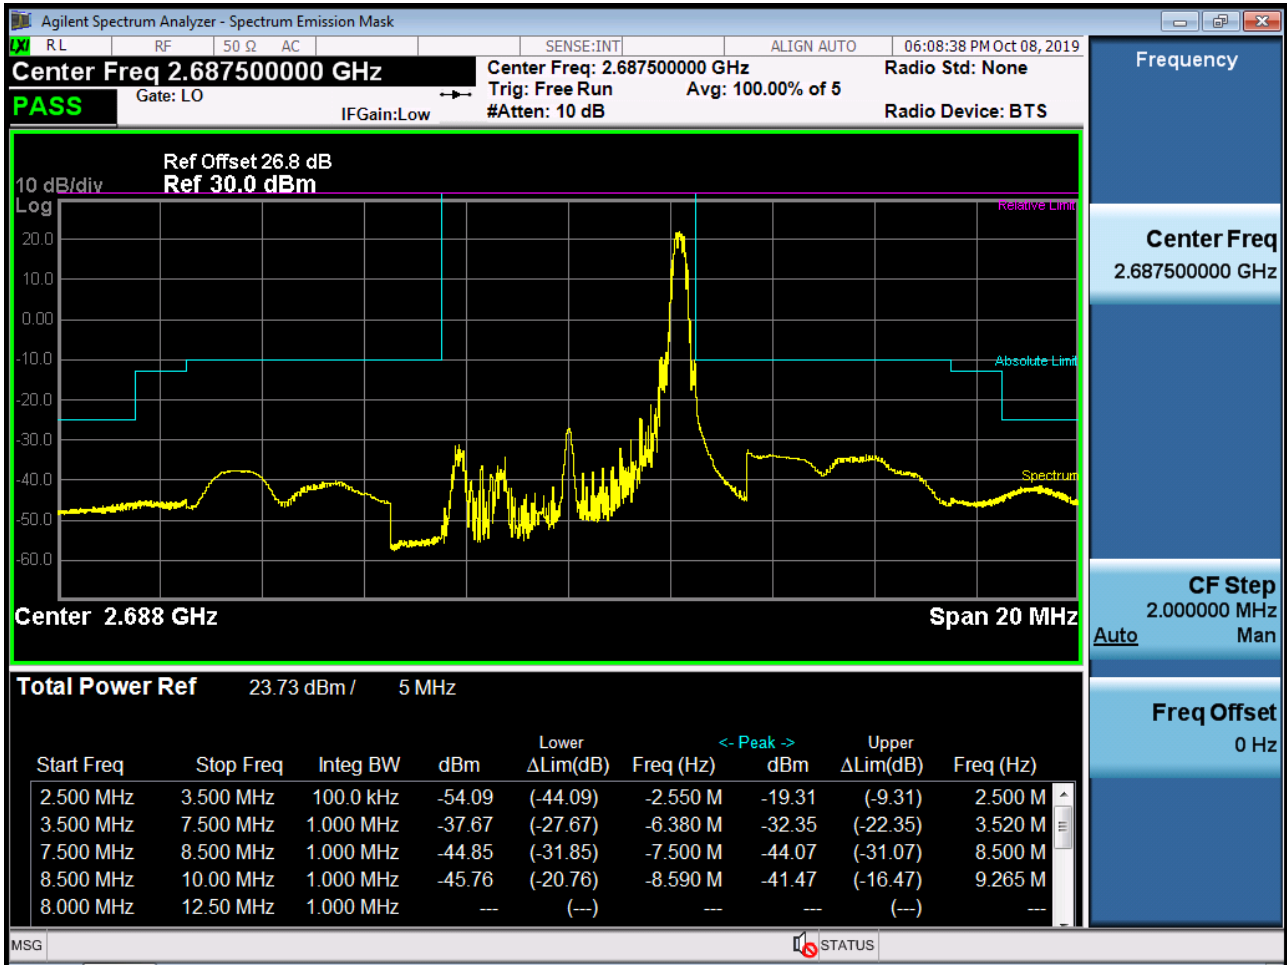 Agilent Spectrum Analyzer - Spectrum Emission Mask
LXI RL RF 50 Ω AC SENSE:INT ALIGN AUTO 06:08:38 PM Oct 08, 2019
Center Freq 2.687500000 GHz
Center Freq: 2.687500000 GHz
Radio Std: None
PASS
Gate: LO
Trig: Free Run
Avg: 100.00% of 5
IFGain:Low
#Atten: 10 dB
Radio Device: BTS
Ref Offset 26.8 dB
10 dB/div Ref 30.0 dBm
Log
Relative Limit
20.0
10.0
0.00
-10.0
Absolute Limit
-20.0
-30.0
-40.0
Spectrum
-50.0
-60.0
Center 2.688 GHz Span 20 MHz
Total Power Ref 23.73 dBm / 5 MHz
Lower <- Peak -> Upper
Start Freq Stop Freq Integ BW dBm ΔLim(dB) Freq (Hz) dBm ΔLim(dB) Freq (Hz)
2.500 MHz 3.500 MHz 100.0 kHz -54.09 (-44.09) -2.550 M -19.31 (-9.31) 2.500 M
3.500 MHz 7.500 MHz 1.000 MHz -37.67 (-27.67) -6.380 M -32.35 (-22.35) 3.520 M
7.500 MHz 8.500 MHz 1.000 MHz -44.85 (-31.85) -7.500 M -44.07 (-31.07) 8.500 M
8.500 MHz 10.00 MHz 1.000 MHz -45.76 (-20.76) -8.590 M -41.47 (-16.47) 9.265 M
8.000 MHz 12.50 MHz 1.000 MHz --- (---) --- --- (---) ---
MSG STATUS
Frequency
Center Freq
2.687500000 GHz
CF Step
2.000000 MHz
Auto Man
Freq Offset
0 Hz